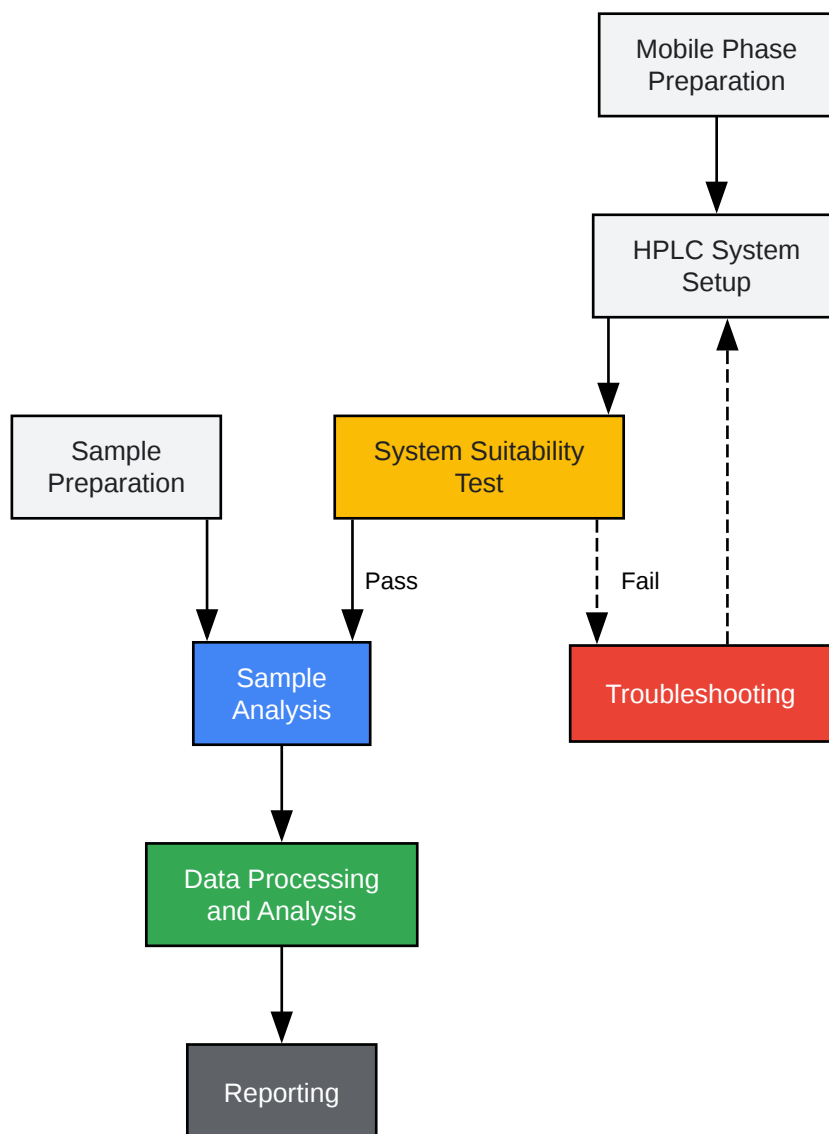 Mobile Phase
Preparation
HPLC System
Setup
Sample
Preparation
System Suitability
Test
Pass
Fail
Sample
Analysis
Troubleshooting
Data Processing
and Analysis
Reporting